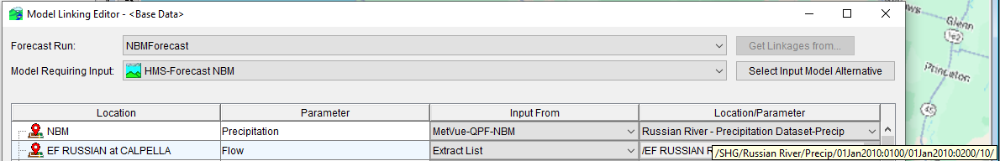 Model Linking Editor - <Base Data>
Forecast Run: NBMForecast Get Linkages from...
Model Requiring Input: HMS-Forecast NBM Select Input Model Alternative
Location Parameter Input From Location/Parameter
NBM Precipitation MetVue-QPF-NBM Russian River - Precipitation Dataset-Precip
EF RUSSIAN at CALPELLA Flow Extract List /EF RUSSIAN
/SHG/Russian River/Precip/01Jan2010:0100/01Jan2010:0200/10/
Glenn
162
Princeton
45